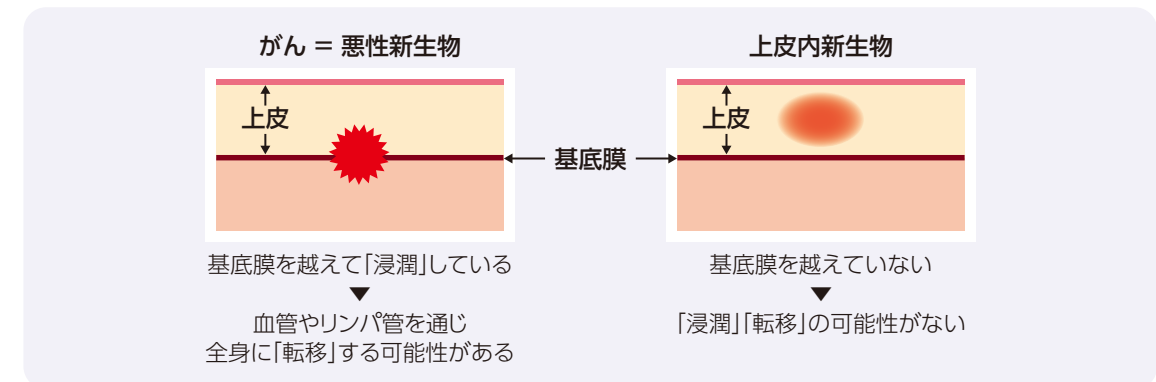 がん = 悪性新生物
上皮
基底膜を越えて「浸潤」している
▼
血管やリンパ管を通じ
全身に「転移」する可能性がある
基底膜
上皮内新生物
上皮
基底膜を越えていない
▼
「浸潤」「転移」の可能性がない